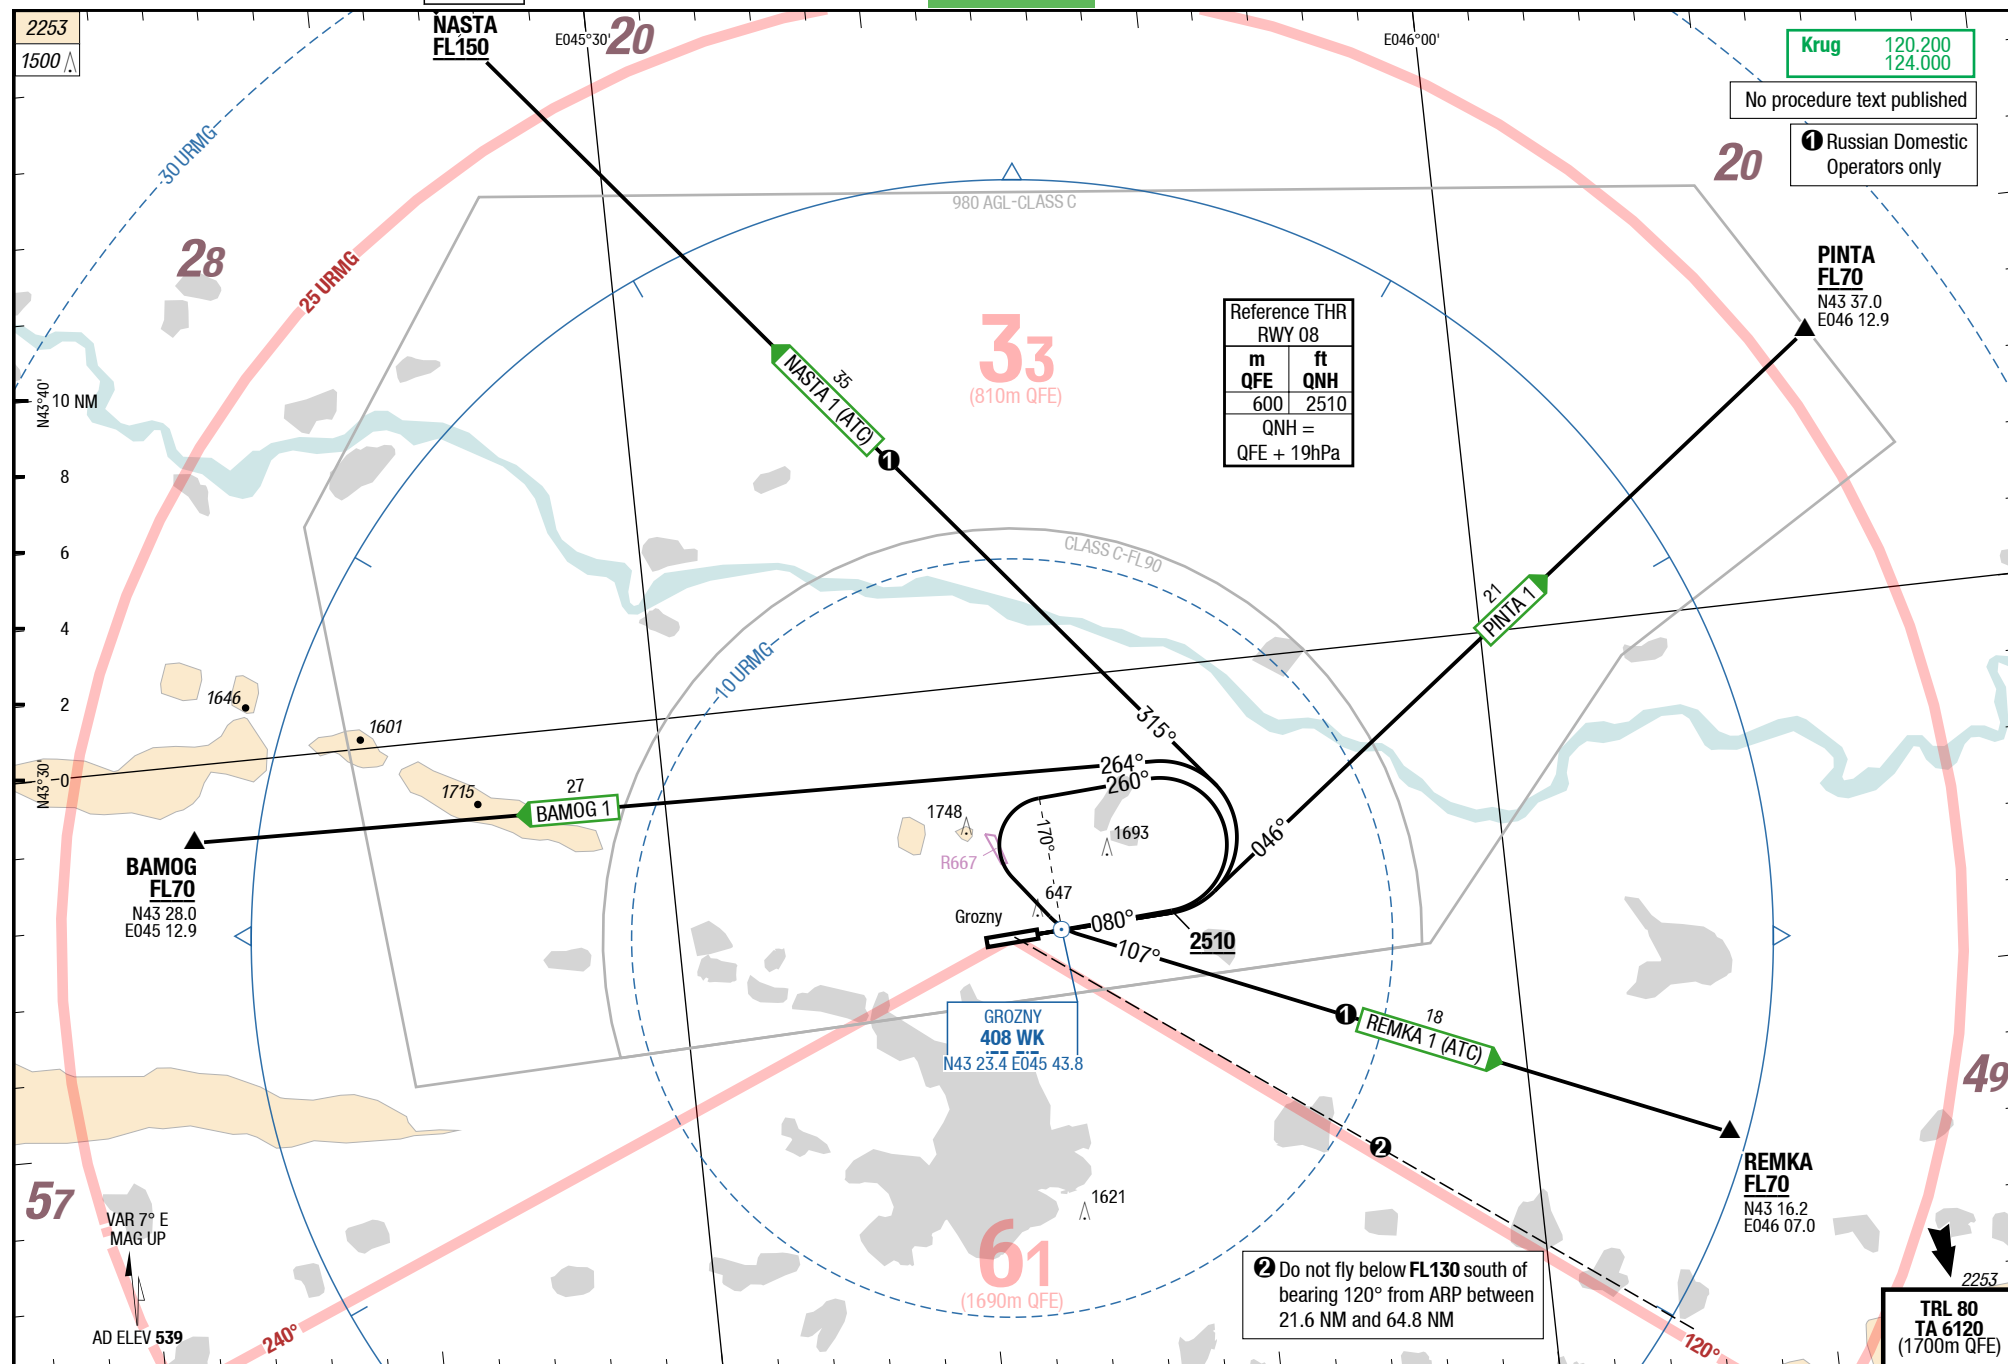 2253
1500
NASTA
FL150
E045°30'
20
E046°00'
Krug 120.200
124.000
No procedure text published
1 Russian Domestic
Operators only
20
30 URMG
28
25 URMG
980 AGL-CLASS C
PINTA
FL70
N43 37.0
E046 12.9
Reference THR
RWY 08
m ft
QFE QNH
600 2510
QNH =
QFE + 19hPa
33
(810m QFE)
35
NASTA 1 (ATC)
1
N43°40'
10 NM
8
6
4
2
0
N43°30'
CLASS C-FL90
10 URMG
21
PINTA 1
1646
1601
1715
315°
264°
260°
27
BAMOG 1
BAMOG
FL70
N43 28.0
E045 12.9
1748
R667
170°
1693
046°
647
Grozny
080°
2510
107°
GROZNY
408 WK
N43 23.4 E045 43.8
1
18
REMKA 1 (ATC)
49
2
REMKA
FL70
N43 16.2
E046 07.0
57
VAR 7° E
MAG UP
AD ELEV 539
1621
61
(1690m QFE)
2 Do not fly below FL130 south of
bearing 120° from ARP between
21.6 NM and 64.8 NM
240°
120°
2253
TRL 80
TA 6120
(1700m QFE)